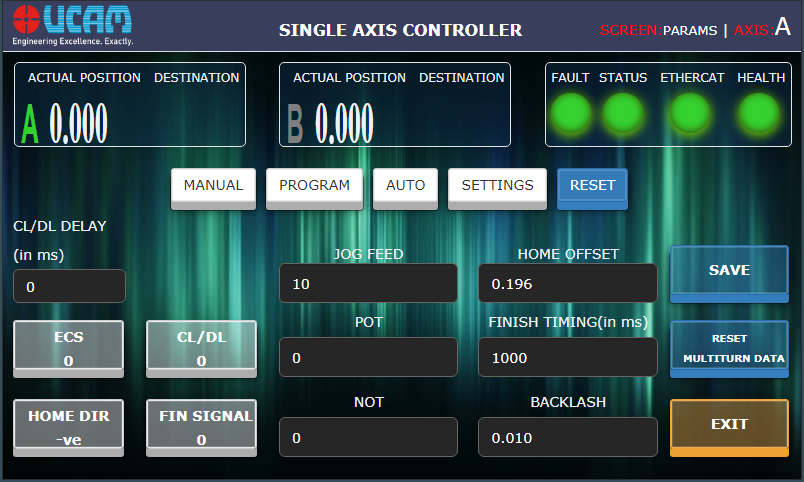 UCAM
Engineering Excellence. Exactly.
SINGLE AXIS CONTROLLER
SCREEN:PARAMS | AXIS:A
ACTUAL POSITION DESTINATION
A 0.000
ACTUAL POSITION DESTINATION
B 0.000
FAULT STATUS ETHERCAT HEALTH
MANUAL PROGRAM AUTO SETTINGS RESET
CL/DL DELAY
(in ms)
0
JOG FEED
10
HOME OFFSET
0.196
SAVE
ECS
0
CL/DL
0
POT
0
FINISH TIMING(in ms)
1000
RESET
MULTITURN DATA
HOME DIR
-ve
FIN SIGNAL
0
NOT
0
BACKLASH
0.010
EXIT